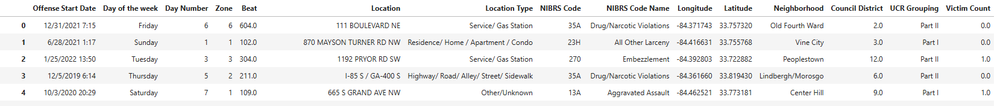 Offense Start Date Day of the week Day Number Zone Beat Location Location Type NIBRS Code NIBRS Code Name Longitude Latitude Neighborhood Council District UCR Grouping Victim Count
0 12/31/2021 7:15 Friday 6 6 604.0 111 BOULEVARD NE Service/ Gas Station 35A Drug/Narcotic Violations -84.371743 33.757320 Old Fourth Ward 2.0 Part II 0.0
1 6/28/2021 1:17 Sunday 1 1 102.0 870 MAYSON TURNER RD NW Residence/ Home / Apartment / Condo 23H All Other Larceny -84.416631 33.755768 Vine City 3.0 Part I 0.0
2 1/25/2022 13:50 Tuesday 3 3 304.0 1192 PRYOR RD SW Service/ Gas Station 270 Embezzlement -84.392803 33.722882 Peoplestown 12.0 Part II 1.0
3 12/5/2019 6:14 Thursday 5 2 211.0 I-85 S / GA-400 S Highway/ Road/ Alley/ Street/ Sidewalk 35A Drug/Narcotic Violations -84.361660 33.819430 Lindbergh/Morosgo 6.0 Part II 0.0
4 10/3/2020 20:29 Saturday 7 1 109.0 665 S GRAND AVE NW Other/Unknown 13A Aggravated Assault -84.462521 33.773181 Center Hill 9.0 Part I 1.0